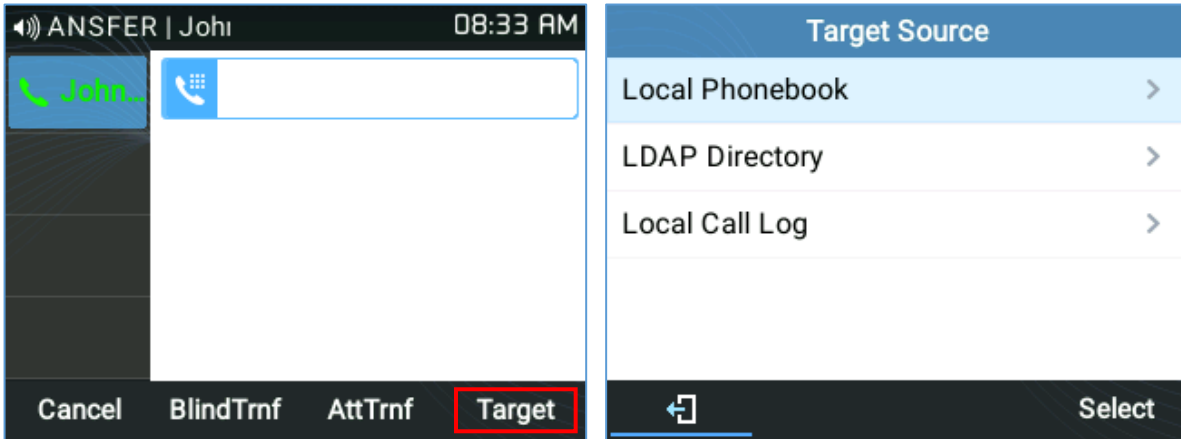 ANSFER | John
08:33 AM
John...
Cancel BlindTrnf AttTrnf Target
Target Source
Local Phonebook
LDAP Directory
Local Call Log
Select